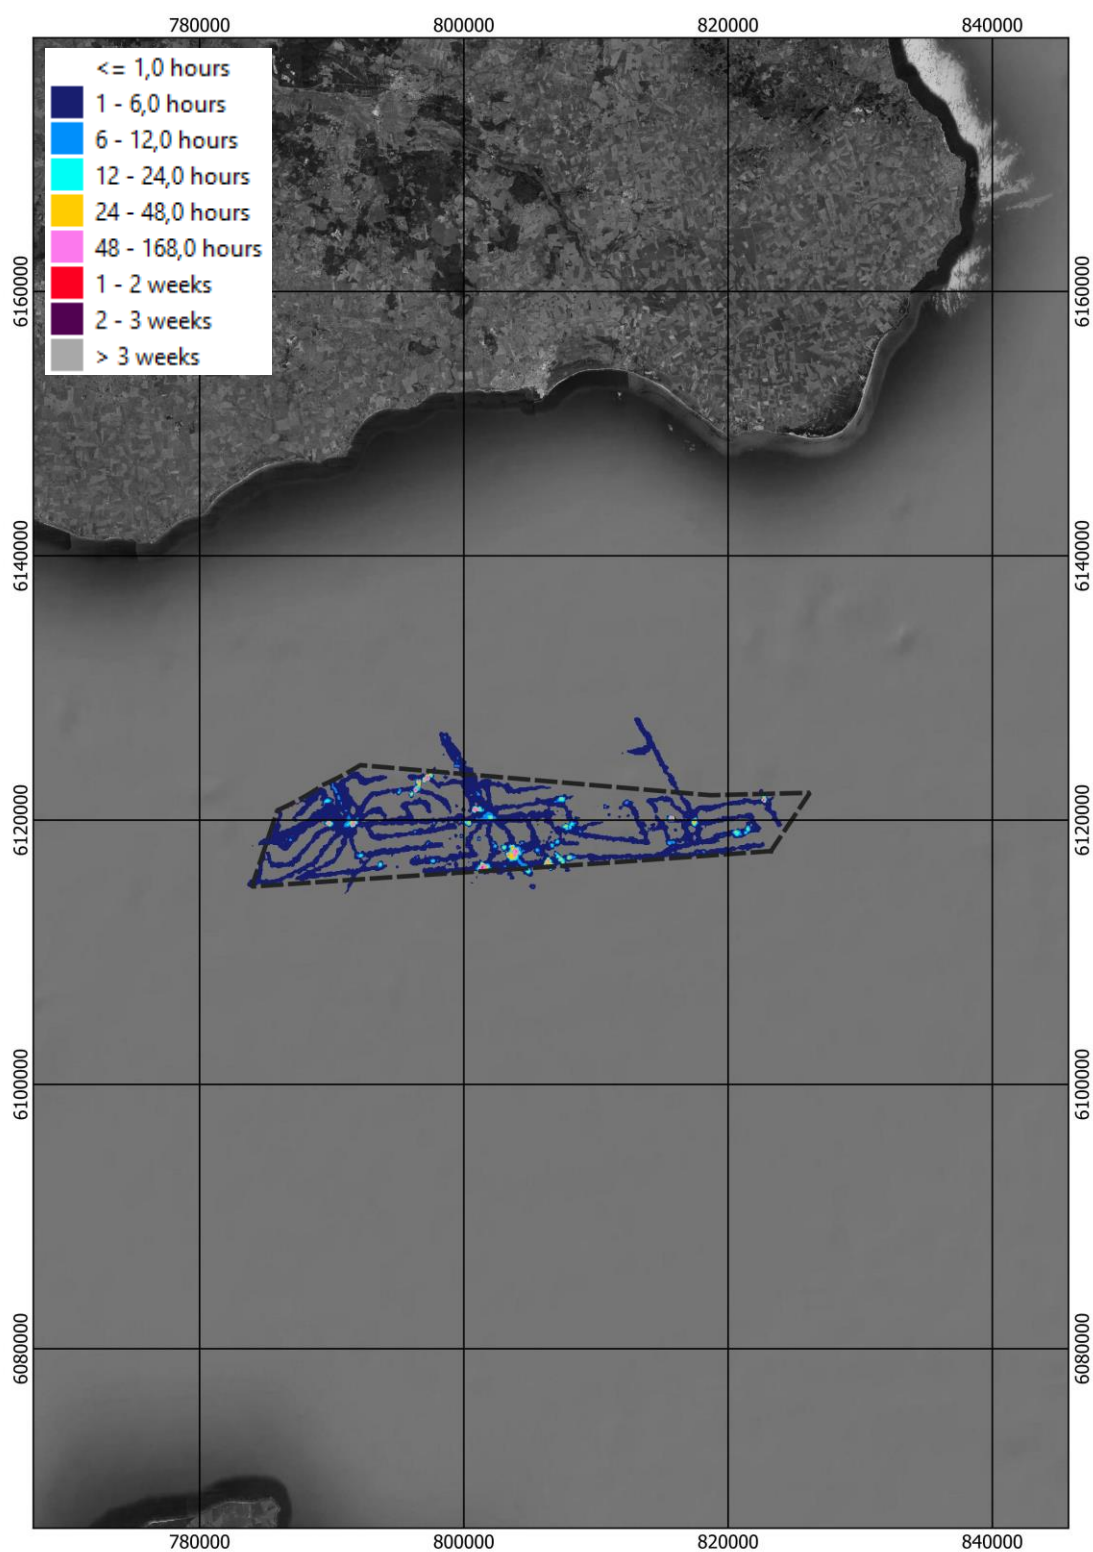 780000 800000 820000 840000
<= 1,0 hours
1 - 6,0 hours
6 - 12,0 hours
12 - 24,0 hours
24 - 48,0 hours
48 - 168,0 hours
1 - 2 weeks
2 - 3 weeks
> 3 weeks
6160000 6160000
6140000 6140000
6120000 6120000
6100000 6100000
6080000 6080000
780000 800000 820000 840000